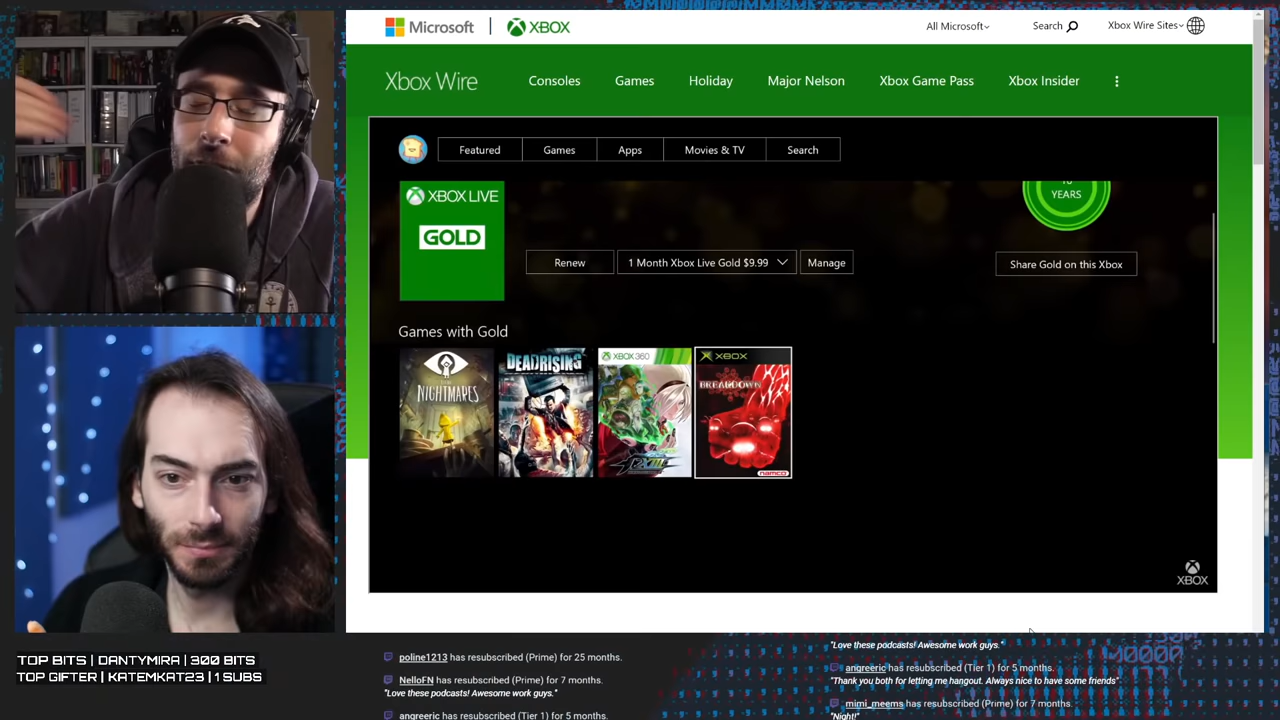 Microsoft | XBOX
All Microsoft
Search
Xbox Wire Sites
Xbox Wire
Consoles
Games
Holiday
Major Nelson
Xbox Game Pass
Xbox Insider
Featured
Games
Apps
Movies & TV
Search
XBOX LIVE
GOLD
YEARS
Renew
1 Month Xbox Live Gold $9.99
Manage
Share Gold on this Xbox
Games with Gold
NIGHTMARES
DEADRISING
XBOX 360
XIII
XBOX
BREAKDOWN
namco
XBOX
TOP BITS | DANTYMIRA | 300 BITS
TOP GIFTER | KATEMKAT23 | 1 SUBS
poline1213 has resubscribed (Prime) for 25 months.
NelloFN has resubscribed (Prime) for 7 months.
"Love these podcasts! Awesome work guys."
angreeric has resubscribed (Tier 1) for 5 months.
"Love these podcasts! Awesome work guys."
angreeric has resubscribed (Tier 1) for 5 months.
"Thank you both for letting me hangout. Always nice to have some friends"
mimi_meems has resubscribed (Prime) for 7 months.
"Night!"